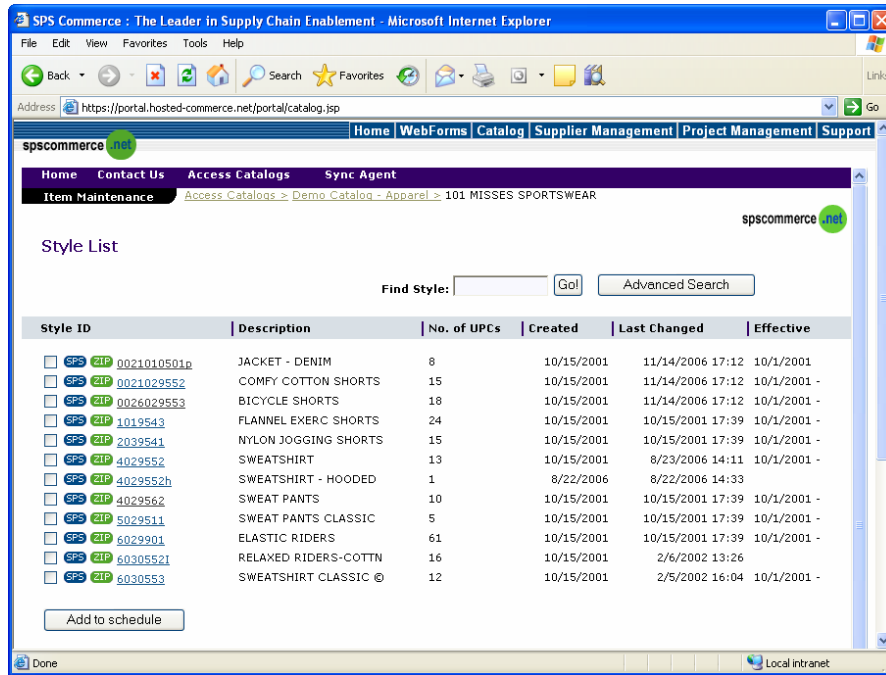 SPS Commerce : The Leader in Supply Chain Enablement - Microsoft Internet Explorer
File Edit View Favorites Tools Help
Back Search Favorites Links
Address https://portal.hosted-commerce.net/portal/catalog.jsp Go
Home WebForms Catalog Supplier Management Project Management Support
spscommerce .net
Home Contact Us Access Catalogs Sync Agent
Item Maintenance Access Catalogs > Demo Catalog - Apparel > 101 MISSES SPORTSWEAR
spscommerce .net
Style List
Find Style: Go! Advanced Search
Style ID Description No. of UPCs Created Last Changed Effective
SPS ZIP 0021010501p JACKET - DENIM 8 10/15/2001 11/14/2006 17:12 10/1/2001
SPS ZIP 0021029552 COMFY COTTON SHORTS 15 10/15/2001 11/14/2006 17:12 10/1/2001 -
SPS ZIP 0026029553 BICYCLE SHORTS 18 10/15/2001 11/14/2006 17:12 10/1/2001 -
SPS ZIP 1019543 FLANNEL EXERC SHORTS 24 10/15/2001 10/15/2001 17:39 10/1/2001 -
SPS ZIP 2039541 NYLON JOGGING SHORTS 15 10/15/2001 10/15/2001 17:39 10/1/2001 -
SPS ZIP 4029552 SWEATSHIRT 13 10/15/2001 8/23/2006 14:11 10/1/2001 -
SPS ZIP 4029552h SWEATSHIRT - HOODED 1 8/22/2006 8/22/2006 14:33
SPS ZIP 4029562 SWEAT PANTS 10 10/15/2001 10/15/2001 17:39 10/1/2001 -
SPS ZIP 5029511 SWEAT PANTS CLASSIC 5 10/15/2001 10/15/2001 17:39 10/1/2001 -
SPS ZIP 6029901 ELASTIC RIDERS 61 10/15/2001 10/15/2001 17:39 10/1/2001 -
SPS ZIP 6030552I RELAXED RIDERS-COTTN 16 10/15/2001 2/6/2002 13:26
SPS ZIP 6030553 SWEATSHIRT CLASSIC © 12 10/15/2001 2/5/2002 16:04 10/1/2001 -
Add to schedule
Done Local intranet